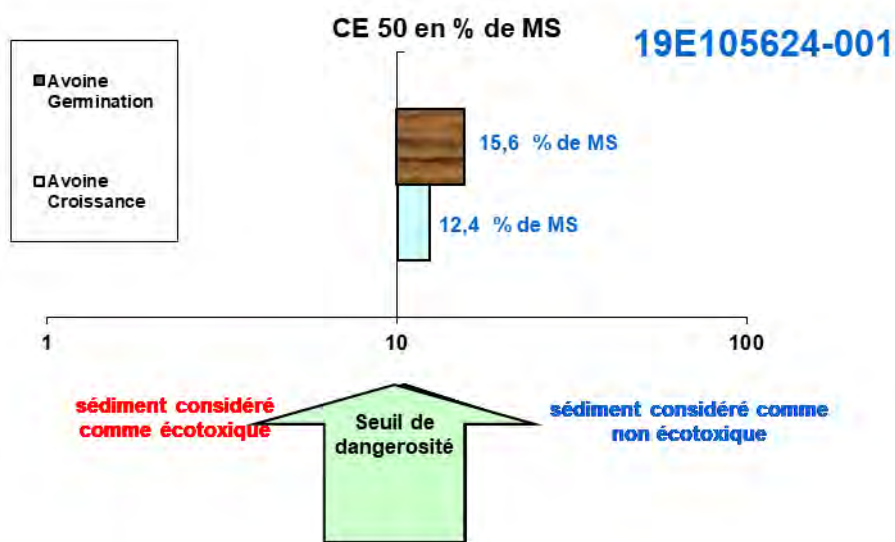 CE 50 en % de MS
19E105624-001
Avoine
Germination
Avoine
Croissance
15,6 % de MS
12,4 % de MS
1
10
100
sédiment considéré
comme écotoxique
Seuil de
dangerosité
sédiment considéré comme
non écotoxique